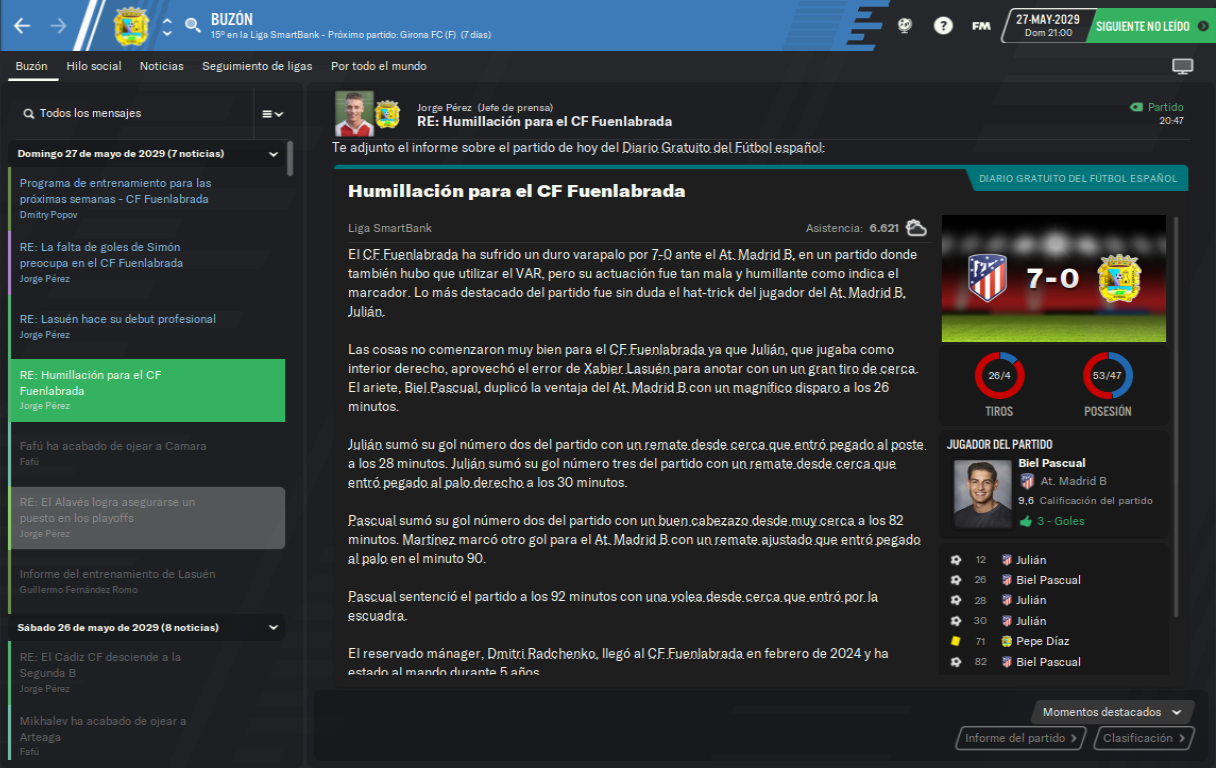 BUZÓN
15º en la Liga SmartBank - Próximo partido: Girona FC (F) (7 días)
?
FM
27-MAY-2029
Dom 21:00
SIGUIENTE NO LEÍDO
Buzón
Hilo social
Noticias
Seguimiento de ligas
Por todo el mundo
Todos los mensajes
Domingo 27 de mayo de 2029 (7 noticias)
Programa de entrenamiento para las
próximas semanas - CF Fuenlabrada
Dmitry Popov
RE: La falta de goles de Simón
preocupa en el CF Fuenlabrada
Jorge Pérez
RE: Lasuén hace su debut profesional
Jorge Pérez
RE: Humillación para el CF
Fuenlabrada
Jorge Pérez
Fafú ha acabado de ojear a Camara
Fafú
RE: El Alavés logra asegurarse un
puesto en los playoffs
Jorge Pérez
Informe del entrenamiento de Lasuén
Guillermo Fernández Romo
Sábado 26 de mayo de 2029 (8 noticias)
RE: El Cádiz CF desciende a la
Segunda B
Jorge Pérez
Mikhalev ha acabado de ojear a
Arteaga
Fafú
Jorge Pérez (Jefe de prensa)
RE: Humillación para el CF Fuenlabrada
Partido
20:47
Te adjunto el informe sobre el partido de hoy del Diario Gratuito del Fútbol español:
DIARIO GRATUITO DEL FÚTBOL ESPAÑOL
Humillación para el CF Fuenlabrada
Liga SmartBank
Asistencia: 6.621
El CF Fuenlabrada ha sufrido un duro varapalo por 7-0 ante el At. Madrid B, en un partido donde
también hubo que utilizar el VAR, pero su actuación fue tan mala y humillante como indica el
marcador. Lo más destacado del partido fue sin duda el hat-trick del jugador del At. Madrid B,
Julián.
Las cosas no comenzaron muy bien para el CF Fuenlabrada ya que Julián, que jugaba como
interior derecho, aprovechó el error de Xabier Lasuén para anotar con un un gran tiro de cerca.
El ariete, Biel Pascual, duplicó la ventaja del At. Madrid B con un magnífico disparo a los 26
minutos.
Julián sumó su gol número dos del partido con un remate desde cerca que entró pegado al poste
a los 28 minutos. Julián sumó su gol número tres del partido con un remate desde cerca que
entró pegado al palo derecho a los 30 minutos.
Pascual sumó su gol número dos del partido con un buen cabezazo desde muy cerca a los 82
minutos. Martínez marcó otro gol para el At. Madrid B con un remate ajustado que entró pegado
al palo en el minuto 90.
Pascual sentenció el partido a los 92 minutos con una volea desde cerca que entró por la
escuadra.
El reservado mánager, Dmitri Radchenko, llegó al CF Fuenlabrada en febrero de 2024 y ha
estado al mando durante 5 años.
7-0
26/4
53/47
TIROS
POSESIÓN
JUGADOR DEL PARTIDO
Biel Pascual
At. Madrid B
9,6 Calificación del partido
3 - Goles
12 Julián
26 Biel Pascual
28 Julián
30 Julián
71 Pepe Díaz
82 Biel Pascual
Momentos destacados
Informe del partido
Clasificación